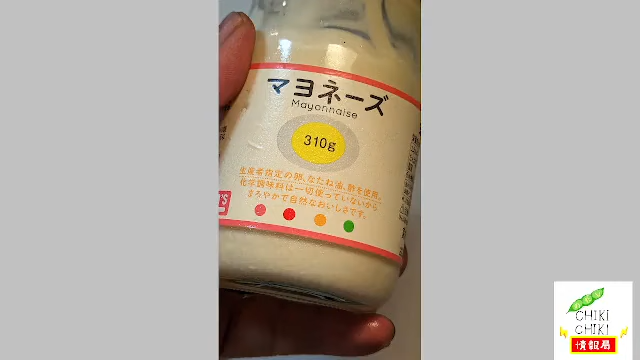 マヨネーズ
Mayonnaise
310g
生産者指定の卵、なたね油、酢を使用。
化学調味料は一切使っていないから
まろやかで自然なおいしさです。
CHIKI
CHIKI
情報局